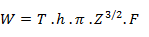 W = T . h . π . Z^{3/2} . F